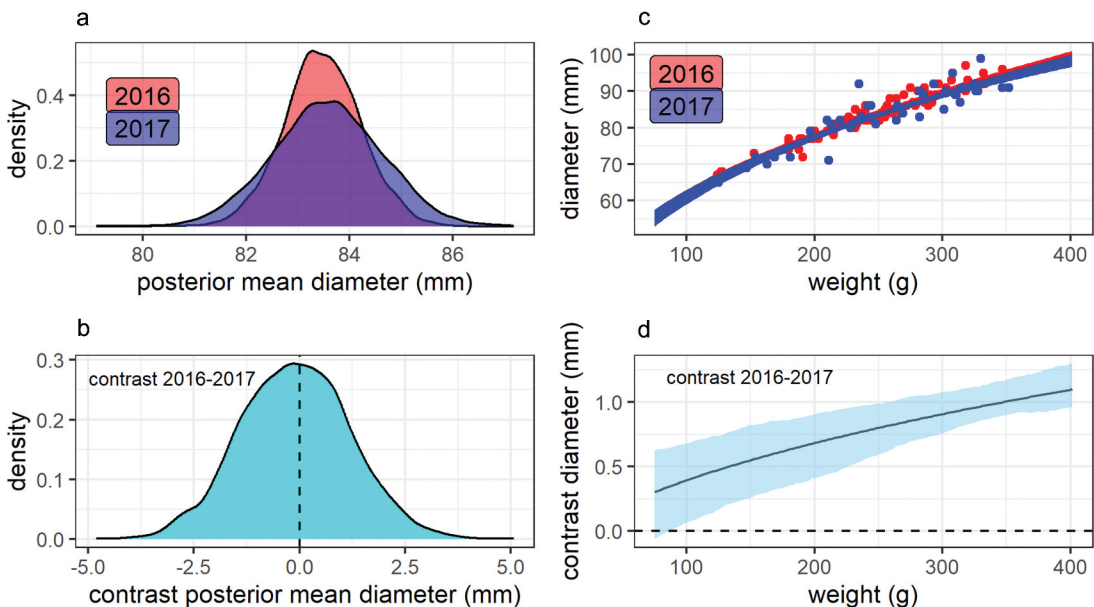 a
density
0.4
0.2
0.0
2016
2017
80
82
84
86
posterior mean diameter (mm)
b
density
0.3
0.2
0.1
0.0
contrast 2016-2017
-5.0
-2.5
0.0
2.5
5.0
contrast posterior mean diameter (mm)
c
diameter (mm)
100
90
80
70
60
2016
2017
100
200
300
400
weight (g)
d
contrast diameter (mm)
1.0
0.5
0.0
contrast 2016-2017
100
200
300
400
weight (g)